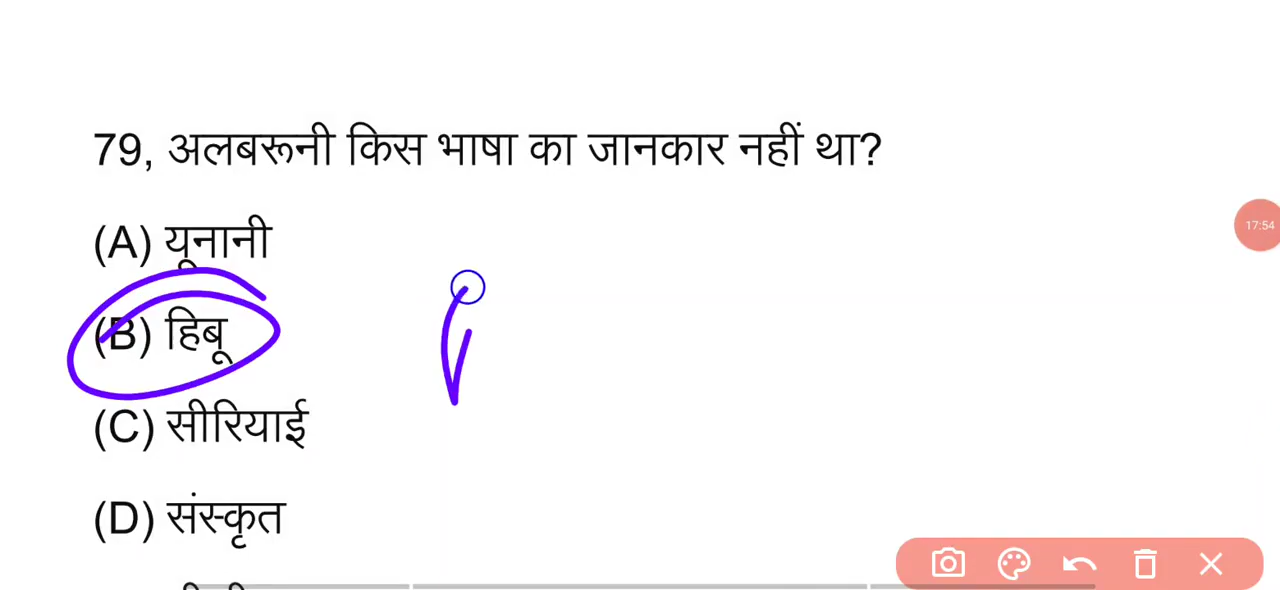 79, अलबरूनी किस भाषा का जानकार नहीं था?
(A) यूनानी
(B) हिबू
(C) सीरियाई
(D) संस्कृत
17:54